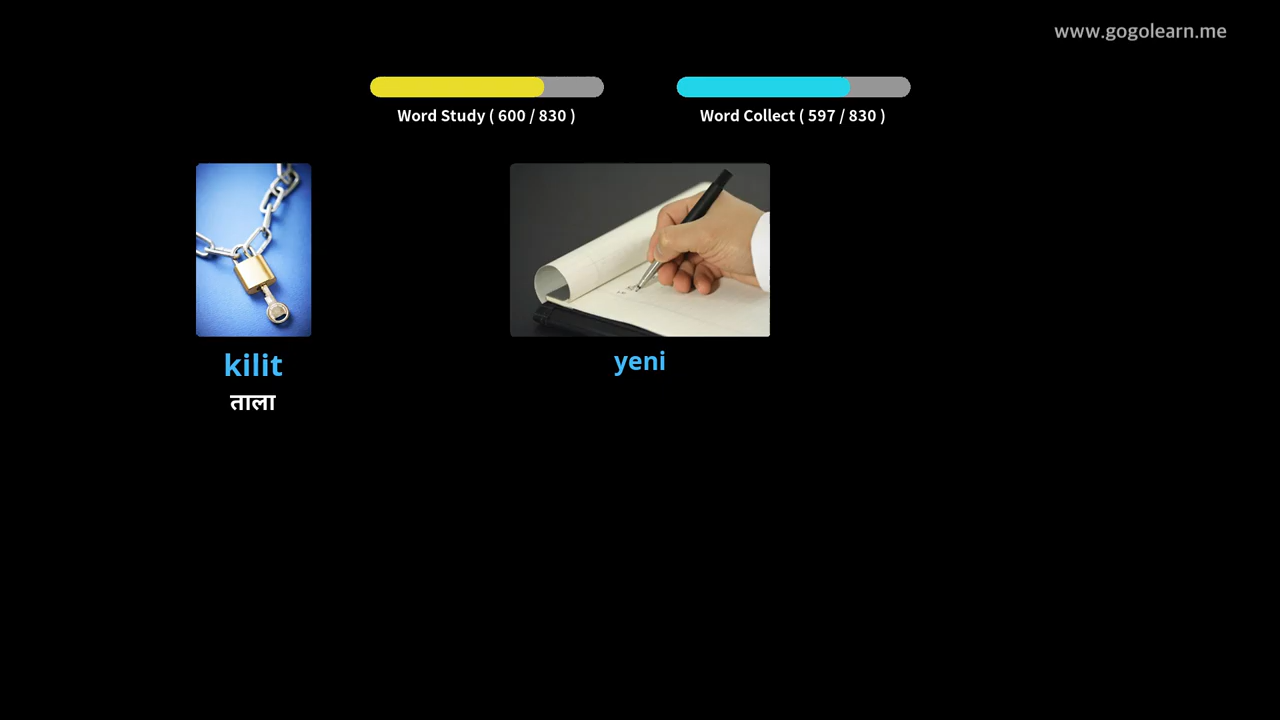 www.gogolearn.me
Word Study ( 600 / 830 )
Word Collect ( 597 / 830 )
kilit
ताला
yeni